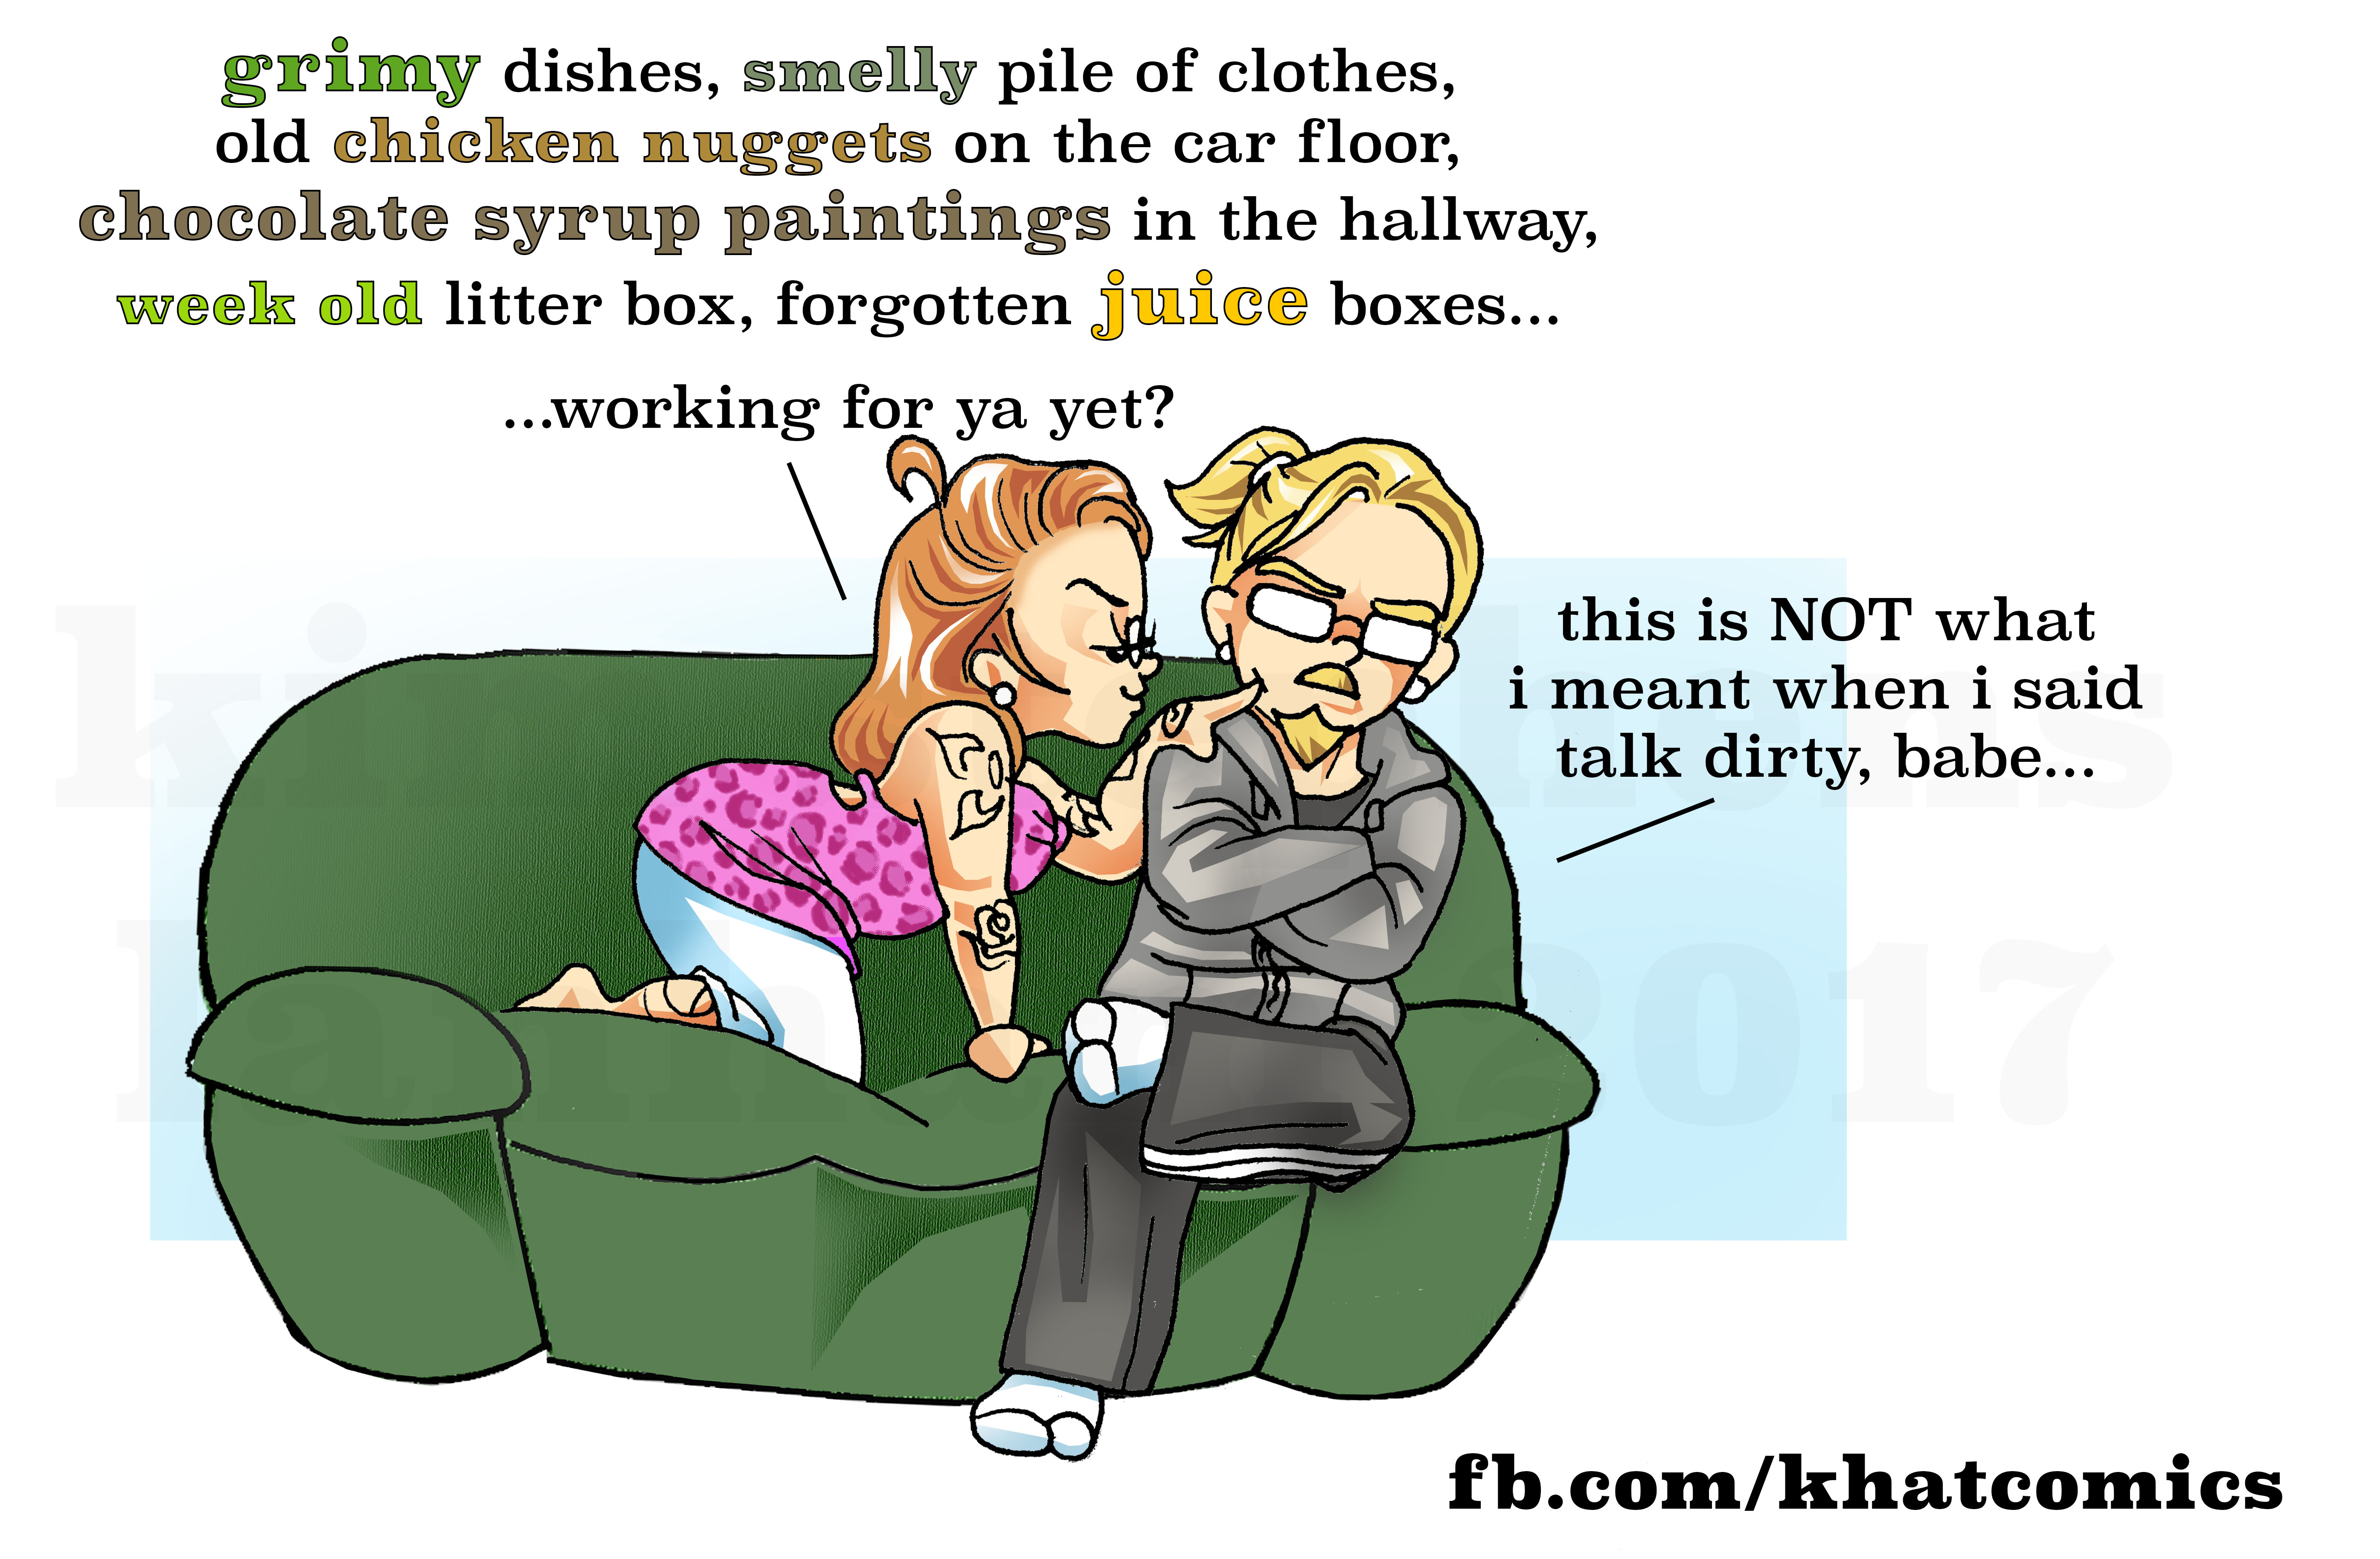 grimy dishes, smelly pile of clothes,
old chicken nuggets on the car floor,
chocolate syrup paintings in the hallway,
week old litter box, forgotten juice boxes...
...working for ya yet?
this is NOT what
i meant when i said
talk dirty, babe...
2017
fb.com/khatcomics